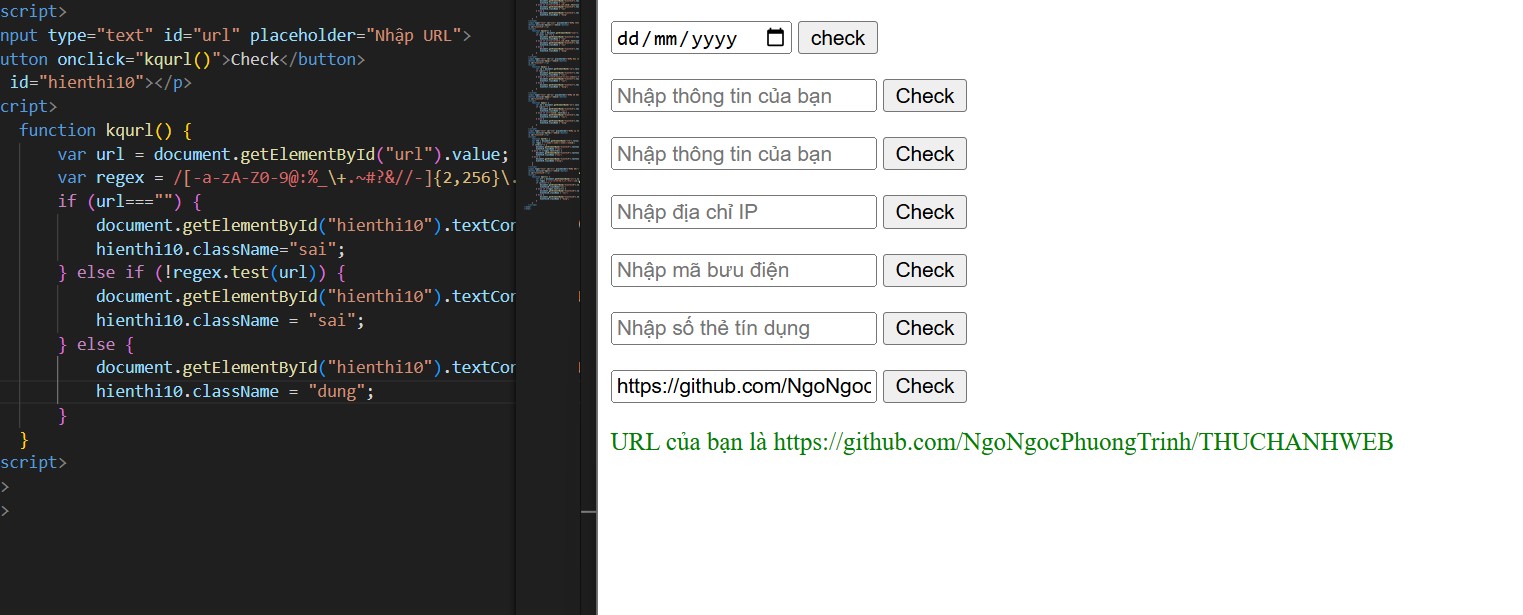 script>
nput type="text" id="url" placeholder="Nhập URL">
utton onclick="kqurl()">Check</button>
id="hienthi10"></p>
cript>
function kqurl() {
var url = document.getElementById("url").value;
var regex = /[-a-zA-Z0-9@:%_\+.~#?&//-]{2,256}\.
if (url==="") {
document.getElementById("hienthi10").textCon
hienthi10.className="sai";
} else if (!regex.test(url)) {
document.getElementById("hienthi10").textCon
hienthi10.className = "sai";
} else {
document.getElementById("hienthi10").textCon
hienthi10.className = "dung";
}
}
script>
>
>
dd/mm/yyyy check
Nhập thông tin của bạn Check
Nhập thông tin của bạn Check
Nhập địa chỉ IP Check
Nhập mã bưu điện Check
Nhập số thẻ tín dụng Check
https://github.com/NgoNgoc Check
URL của bạn là https://github.com/NgoNgocPhuongTrinh/THUCHANHWEB